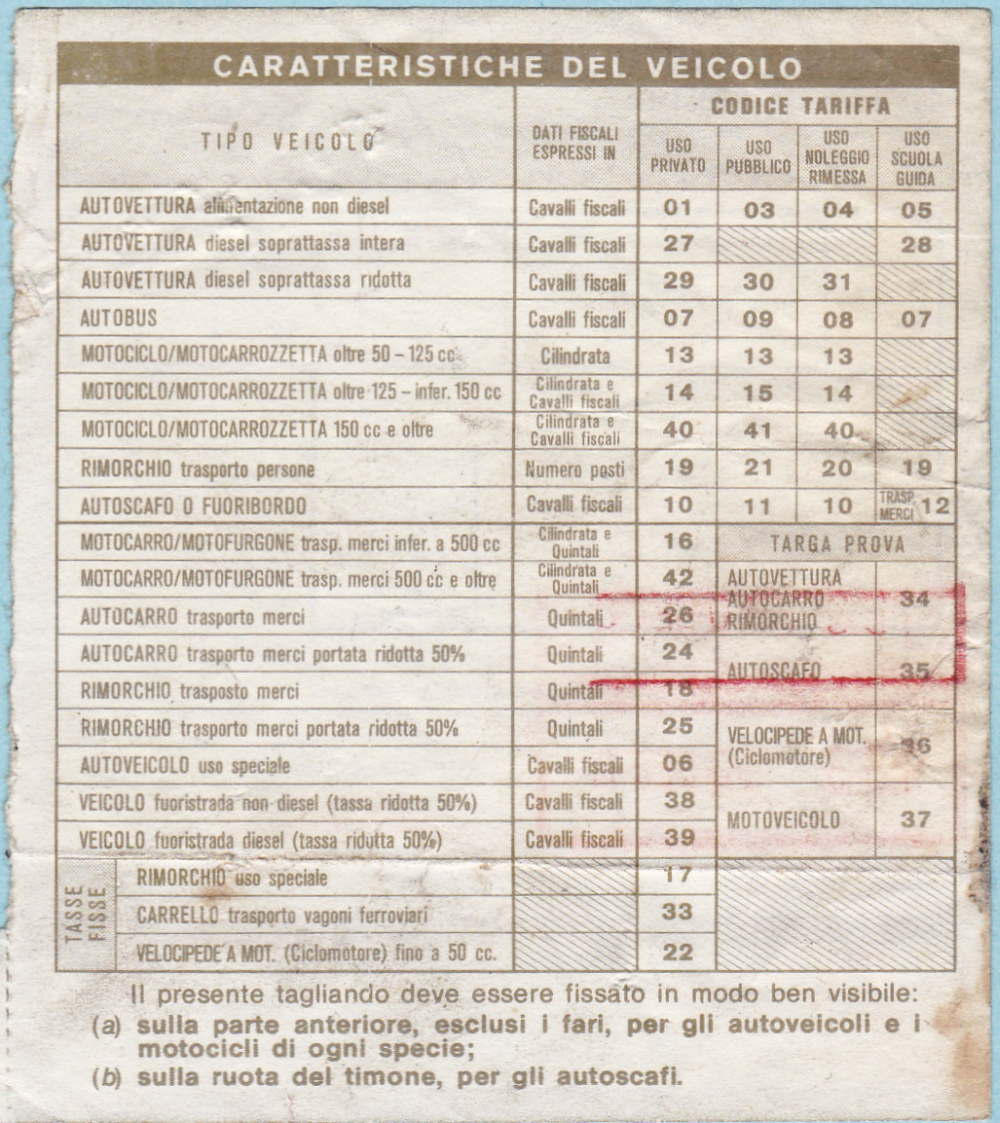 CARATTERISTICHE DEL VEICOLO
TIPO VEICOLO
DATI FISCALI
ESPRESSI IN
CODICE TARIFFA
USO
PRIVATO
USO
PUBBLICO
USO
NOLEGGIO
RIMESSA
USO
SCUOLA
GUIDA
AUTOVETTURA alimentazione non diesel Cavalli fiscali 01 03 04 05
AUTOVETTURA diesel soprattassa intera Cavalli fiscali 27 28
AUTOVETTURA diesel soprattassa ridotta Cavalli fiscali 29 30 31
AUTOBUS Cavalli fiscali 07 09 08 07
MOTOCICLO/MOTOCARROZZETTA oltre 50 – 125 cc Cilindrata 13 13 13
MOTOCICLO/MOTOCARROZZETTA oltre 125 – infer. 150 cc Cilindrata e Cavalli fiscali 14 15 14
MOTOCICLO/MOTOCARROZZETTA 150 cc e oltre Cilindrata e Cavalli fiscali 40 41 40
RIMORCHIO trasporto persone Numero posti 19 21 20 19
AUTOSCAFO O FUORIBORDO Cavalli fiscali 10 11 10 TRASP. MERCI 12
MOTOCARRO/MOTOFURGONE trasp. merci infer. a 500 cc Cilindrata e Quintali 16
MOTOCARRO/MOTOFURGONE trasp. merci 500 cc e oltre Cilindrata e Quintali 42
AUTOCARRO trasporto merci Quintali 26
AUTOCARRO trasporto merci portata ridotta 50% Quintali 24
RIMORCHIO trasposto merci Quintali 18
RIMORCHIO trasporto merci portata ridotta 50% Quintali 25
AUTOVEICOLO uso speciale Cavalli fiscali 06
VEICOLO fuoristrada non diesel (tassa ridotta 50%) Cavalli fiscali 38
VEICOLO fuoristrada diesel (tassa ridotta 50%) Cavalli fiscali 39
TARGA PROVA
AUTOVETTURA
AUTOCARRO 34
RIMORCHIO
AUTOSCAFO 35
VELOCIPEDE A MOT. 36
(Ciclomotore)
MOTOVEICOLO 37
TASSE
FISSE
RIMORCHIO uso speciale 17
CARRELLO trasporto vagoni ferroviari 33
VELOCIPEDE A MOT. (Ciclomotore) fino a 50 cc. 22
Il presente tagliando deve essere fissato in modo ben visibile:
(a) sulla parte anteriore, esclusi i fari, per gli autoveicoli e i
motocicli di ogni specie;
(b) sulla ruota del timone, per gli autoscafi.